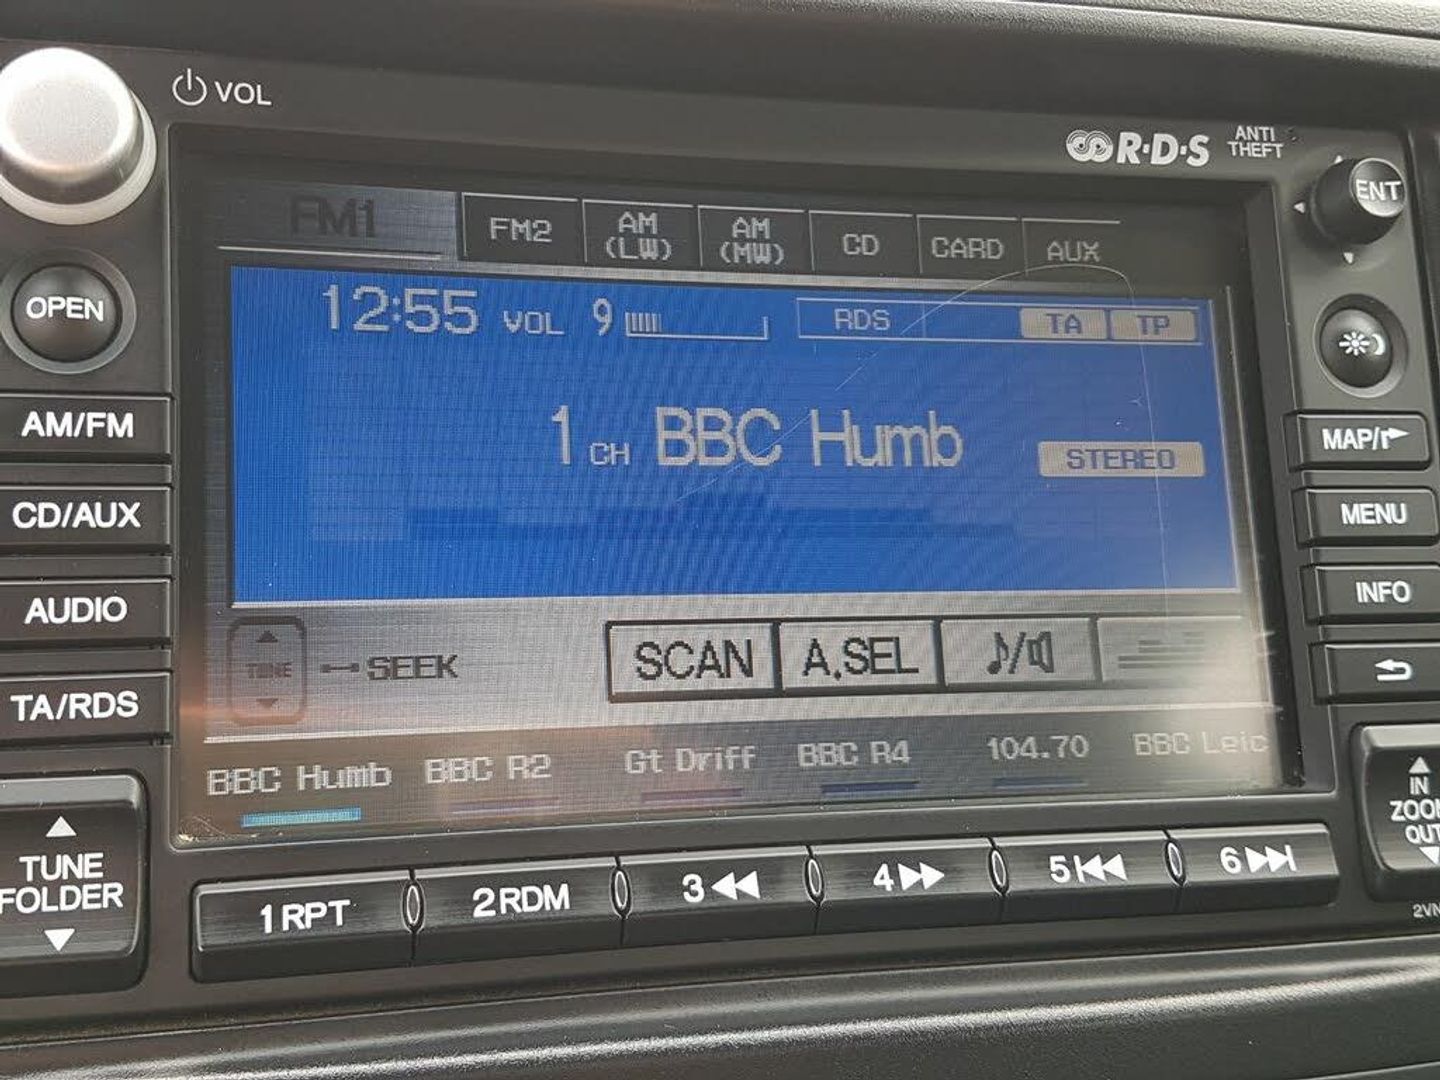 VOL
R·D·S ANTI THEFT
ENT
OPEN
FM1 FM2 AM (LW) AM (MW) CD CARD AUX
12:55 VOL 9 RDS TA TP
1 CH BBC Humb STEREO
AM/FM
CD/AUX
AUDIO
TA/RDS
MAP/
MENU
INFO
TUNE SEEK SCAN A.SEL
BBC Humb BBC R2 Gt Driff BBC R4 104.70 BBC Leic
TUNE
FOLDER
IN
ZOOM
OUT
1 RPT 2 RDM 3 4 5 6
2VN